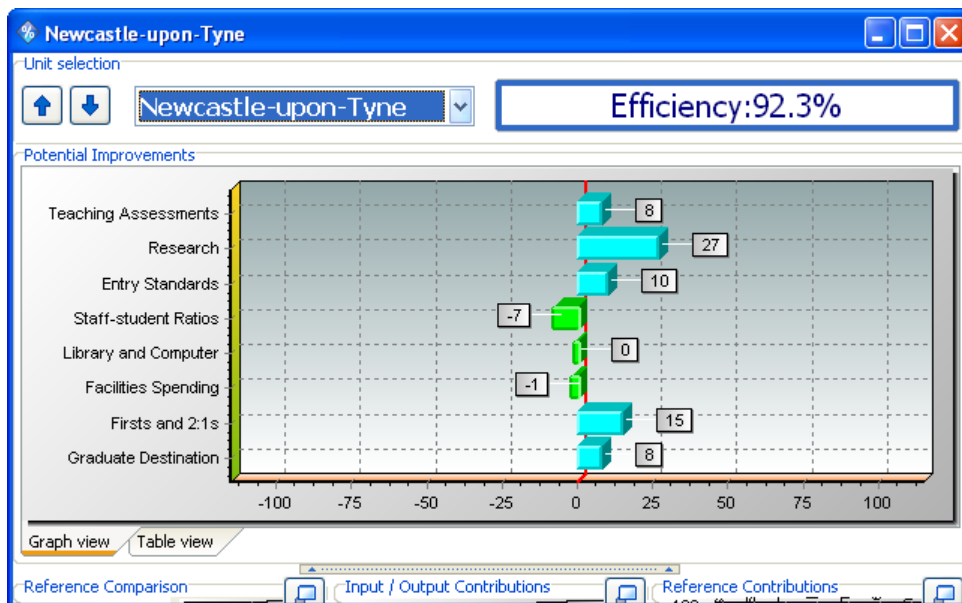 Newcastle-upon-Tyne
Unit selection
Newcastle-upon-Tyne
Efficiency:92.3%
Potential Improvements
Teaching Assessments 8
Research 27
Entry Standards 10
Staff-student Ratios -7
Library and Computer 0
Facilities Spending -1
Firsts and 2:1s 15
Graduate Destination 8
-100 -75 -50 -25 0 25 50 75 100
Graph view Table view
Reference Comparison Input / Output Contributions Reference Contributions